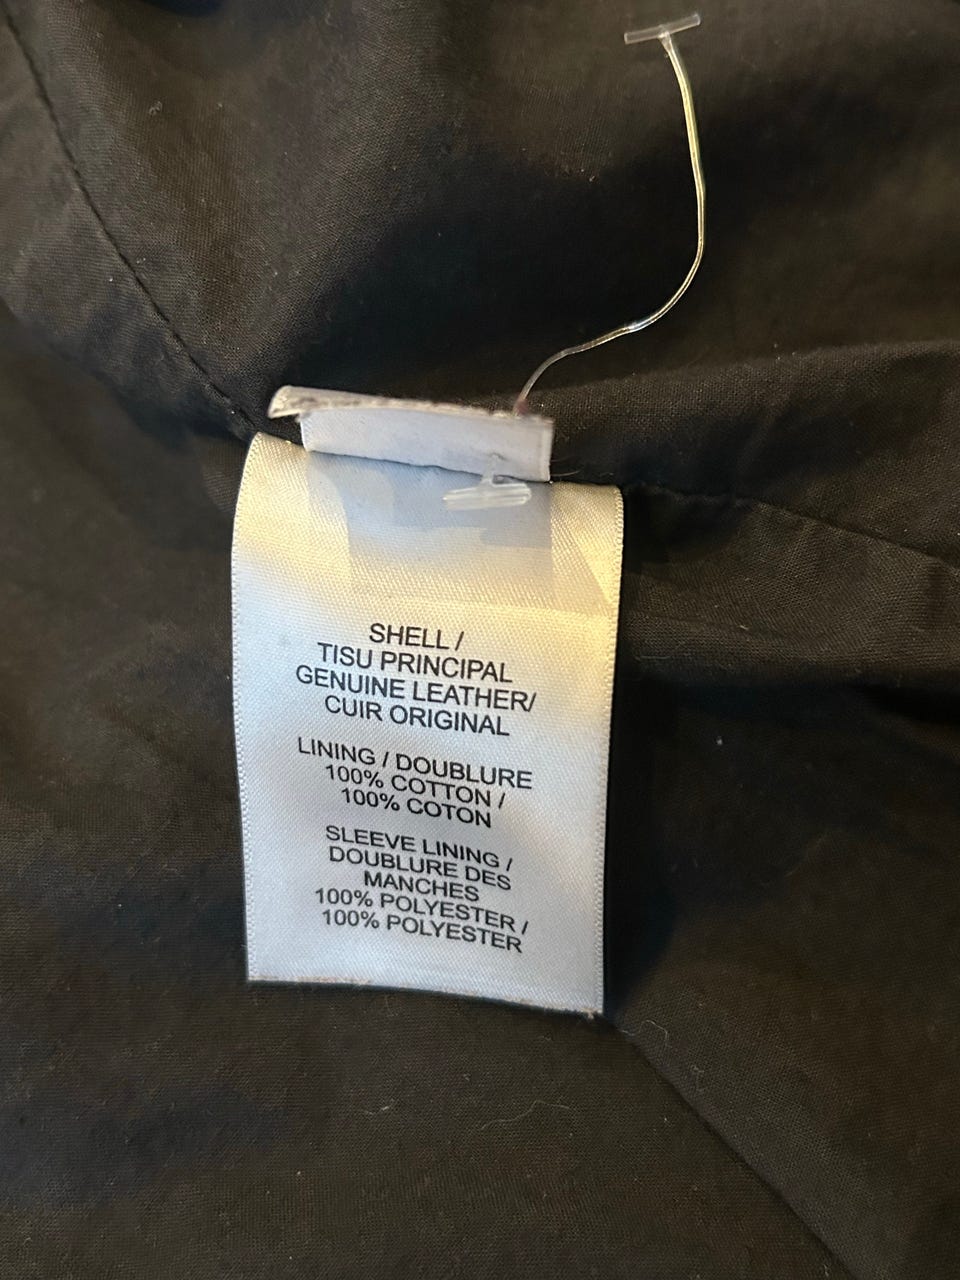 SHELL /
TISU PRINCIPAL
GENUINE LEATHER/
CUIR ORIGINAL
LINING / DOUBLURE
100% COTTON /
100% COTON
SLEEVE LINING /
DOUBLURE DES
MANCHES
100% POLYESTER /
100% POLYESTER